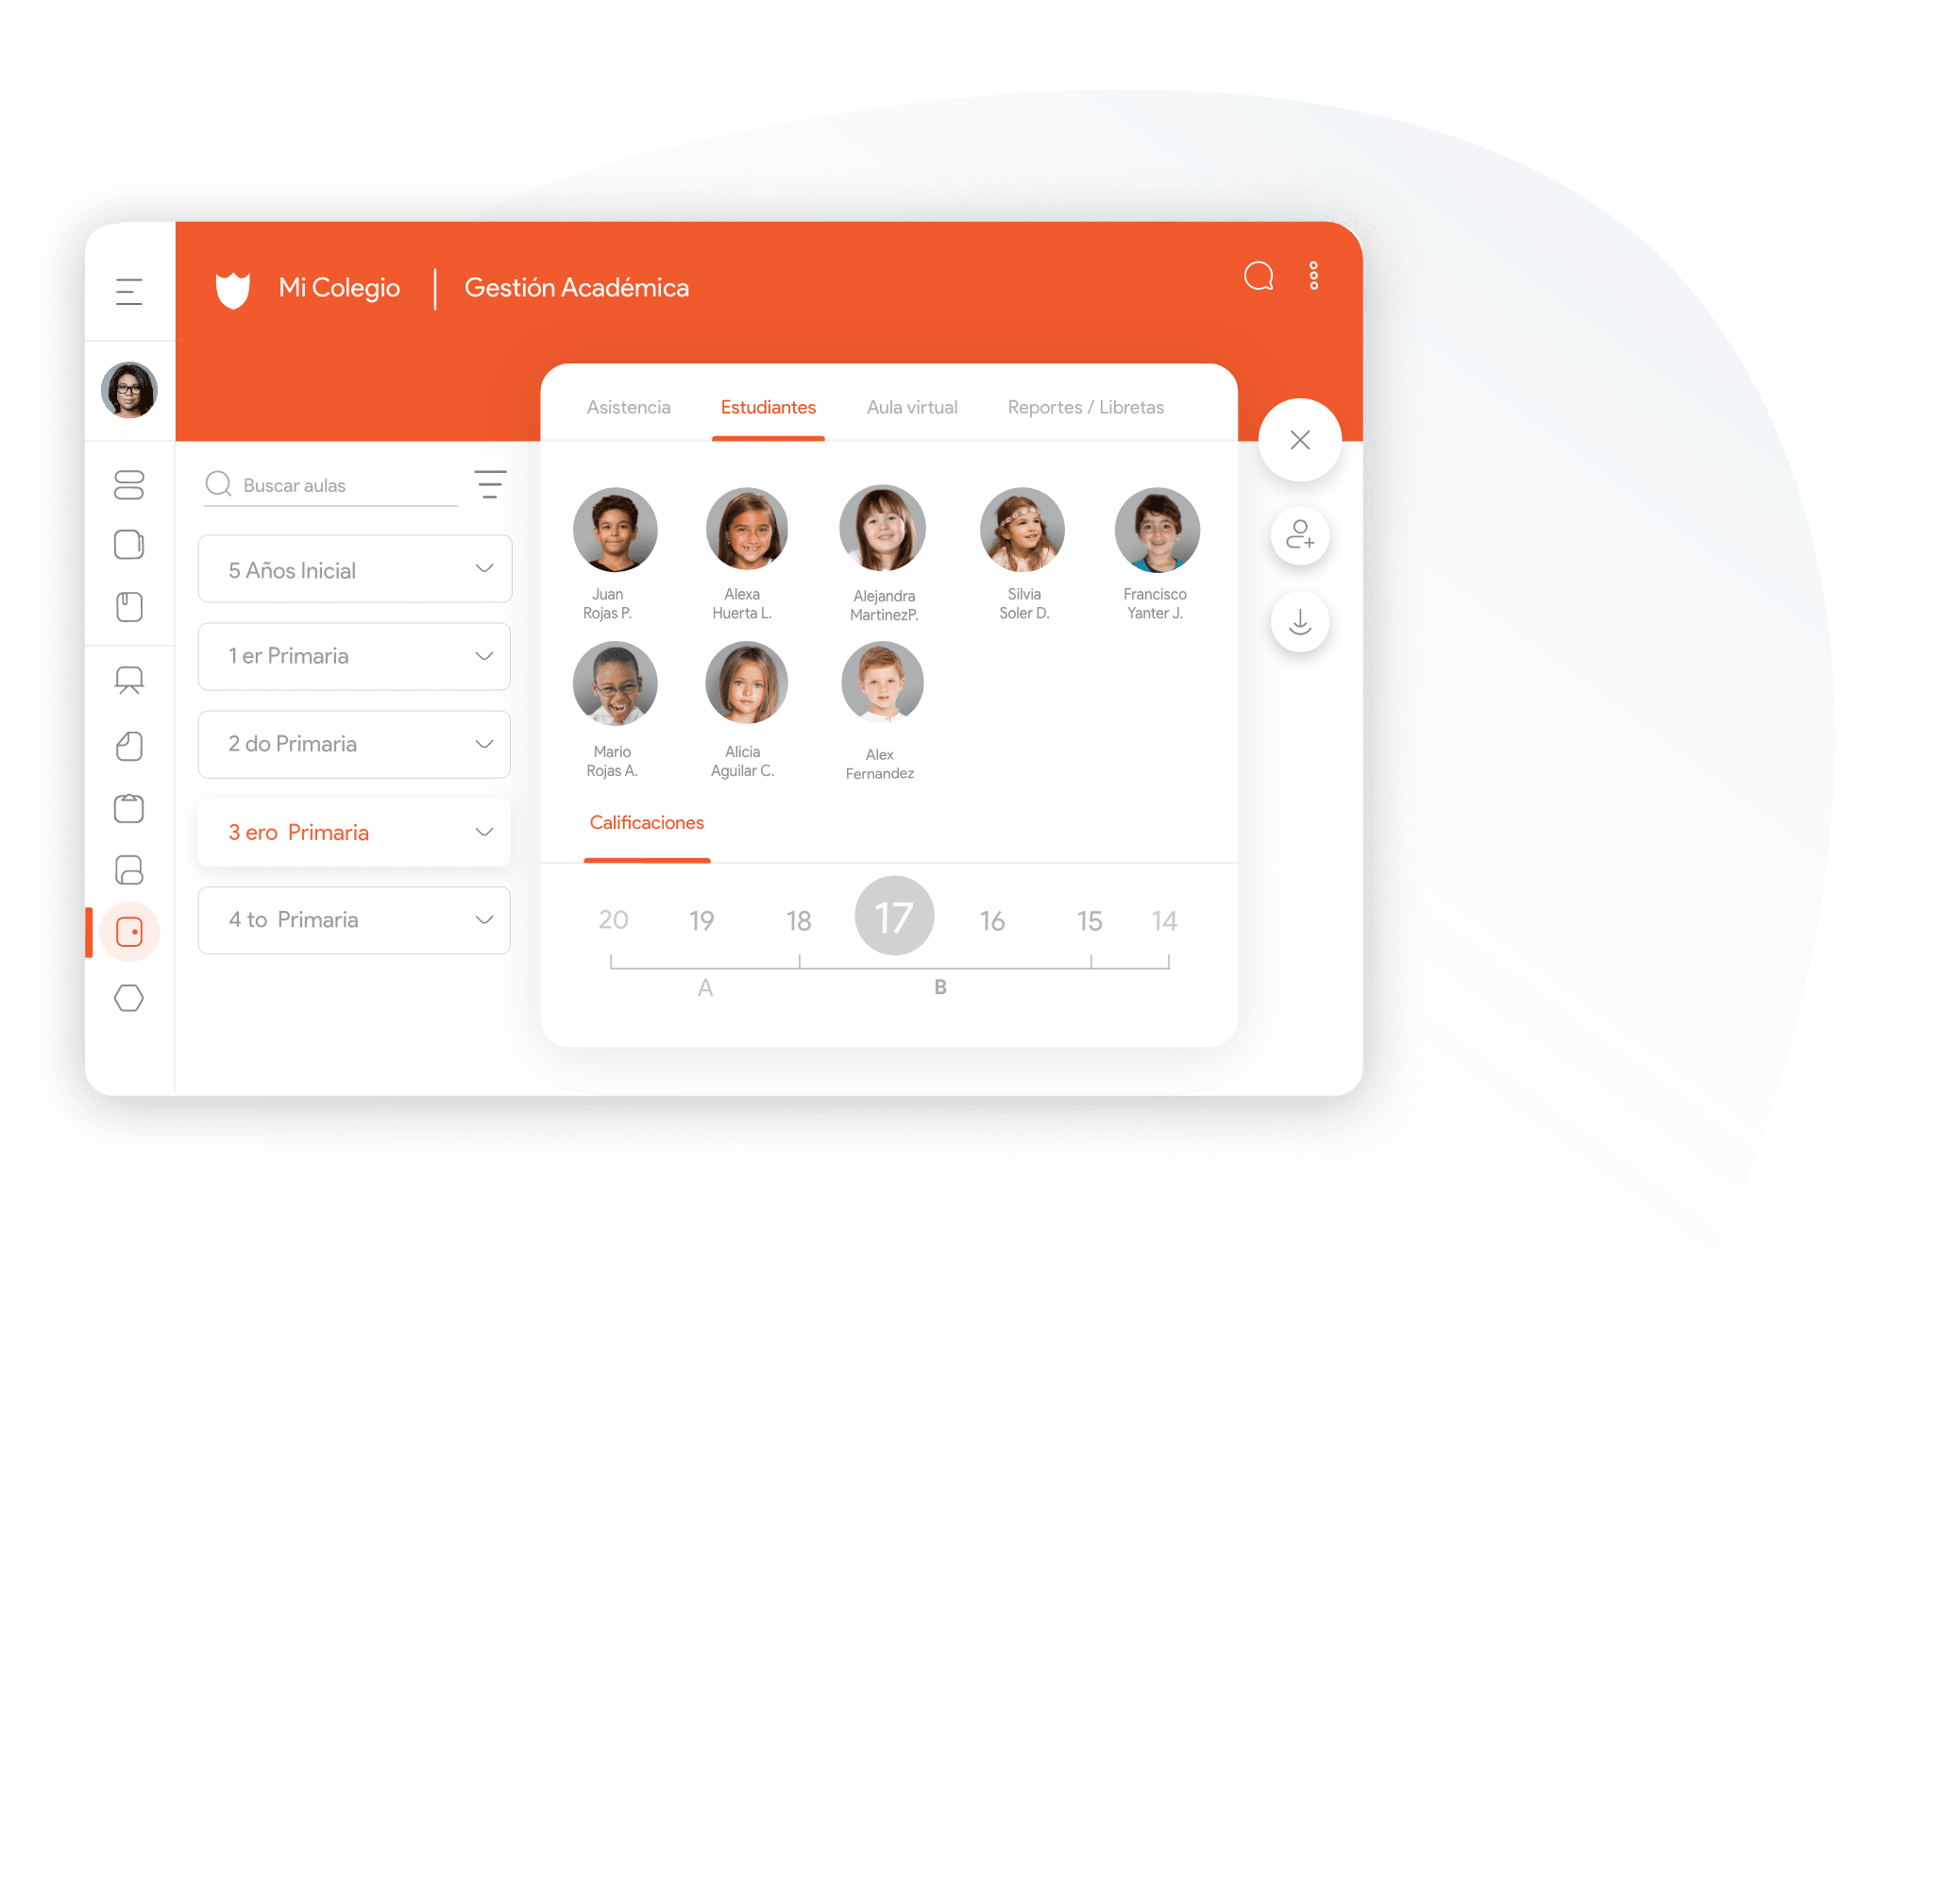 Mi Colegio
Gestión Académica
Asistencia
Estudiantes
Aula virtual
Reportes / Libretas
Buscar aulas
5 Años Inicial
1 er Primaria
2 do Primaria
3 ero Primaria
4 to Primaria
Juan
Rojas P.
Alexa
Huerta L.
Alejandra
MartinezP.
Silvia
Soler D.
Francisco
Yanter J.
Mario
Rojas A.
Alicia
Aguilar C.
Alex
Fernandez
Calificaciones
20 19 18 17 16 15 14
A B